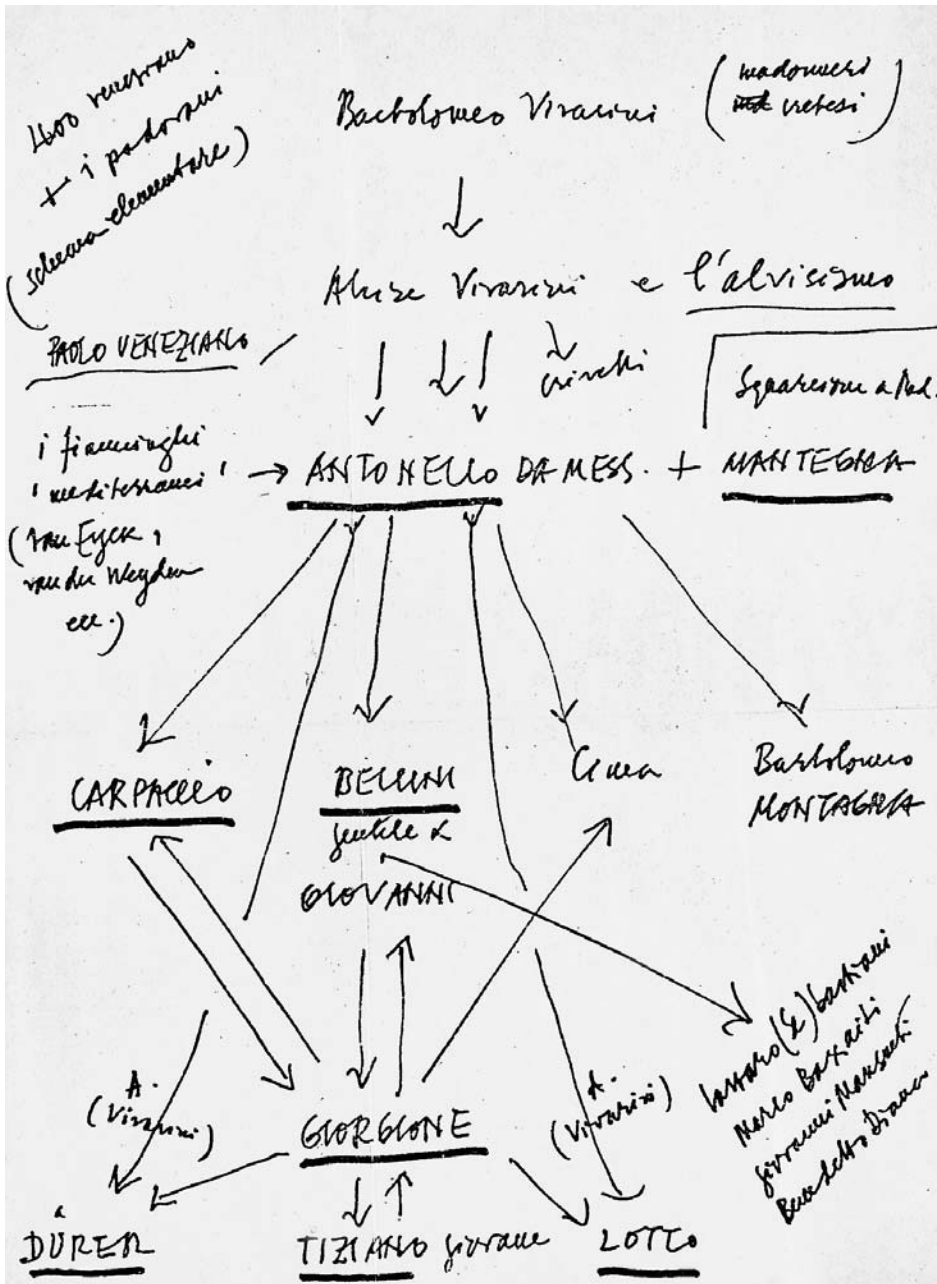 400 veneziano
+ i padovani
(schema elementare)
Bartolomeo Vivarini
(madonneri
cretesi)
Alvise Vivarini e l'alvisismo
PAOLO VENEZIANO
crivelli
Squarcione a Pad.
i fiamminghi
'mediterranei'
(van Eyck,
van der Weyden
ecc.)
ANTONELLO DA MESS. + MANTEGNA
CARPACCIO
BELLINI
gentile &
GIOVANNI
Cima
Bartolomeo
MONTAGNA
lazzaro (&) bastiani
Marco Basaiti
giovanni Mansueti
Benedetto Diana
A.
(Vivarini)
A.
(Vivarini)
GIORGIONE
DÜRER
TIZIANO giovane
LOTTO